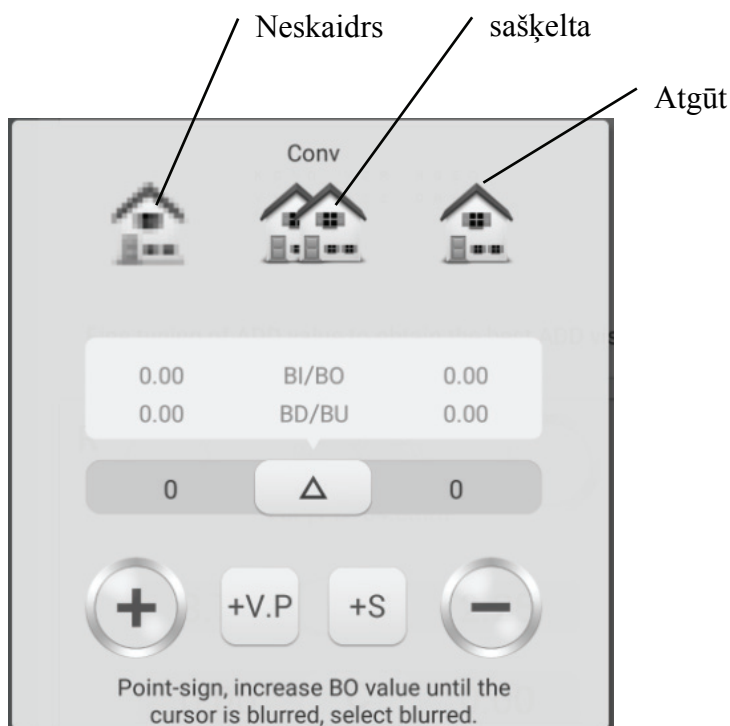 Neskaidrs sašķelta
Atgūt
Conv
0.00 BI/BO 0.00
0.00 BD/BU 0.00
0 Δ 0
+ +V.P +S −
Point-sign, increase BO value until the
cursor is blurred, select blurred.